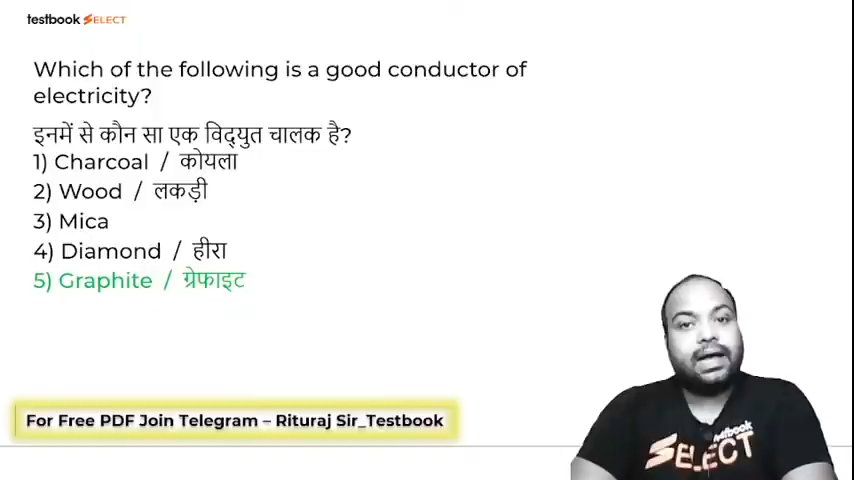 testbook SELECT
Which of the following is a good conductor of
electricity?
इनमें से कौन सा एक विद्युत चालक है?
1) Charcoal / कोयला
2) Wood / लकड़ी
3) Mica
4) Diamond / हीरा
5) Graphite / ग्रेफाइट
For Free PDF Join Telegram – Rituraj Sir_Testbook
testbook
SELECT